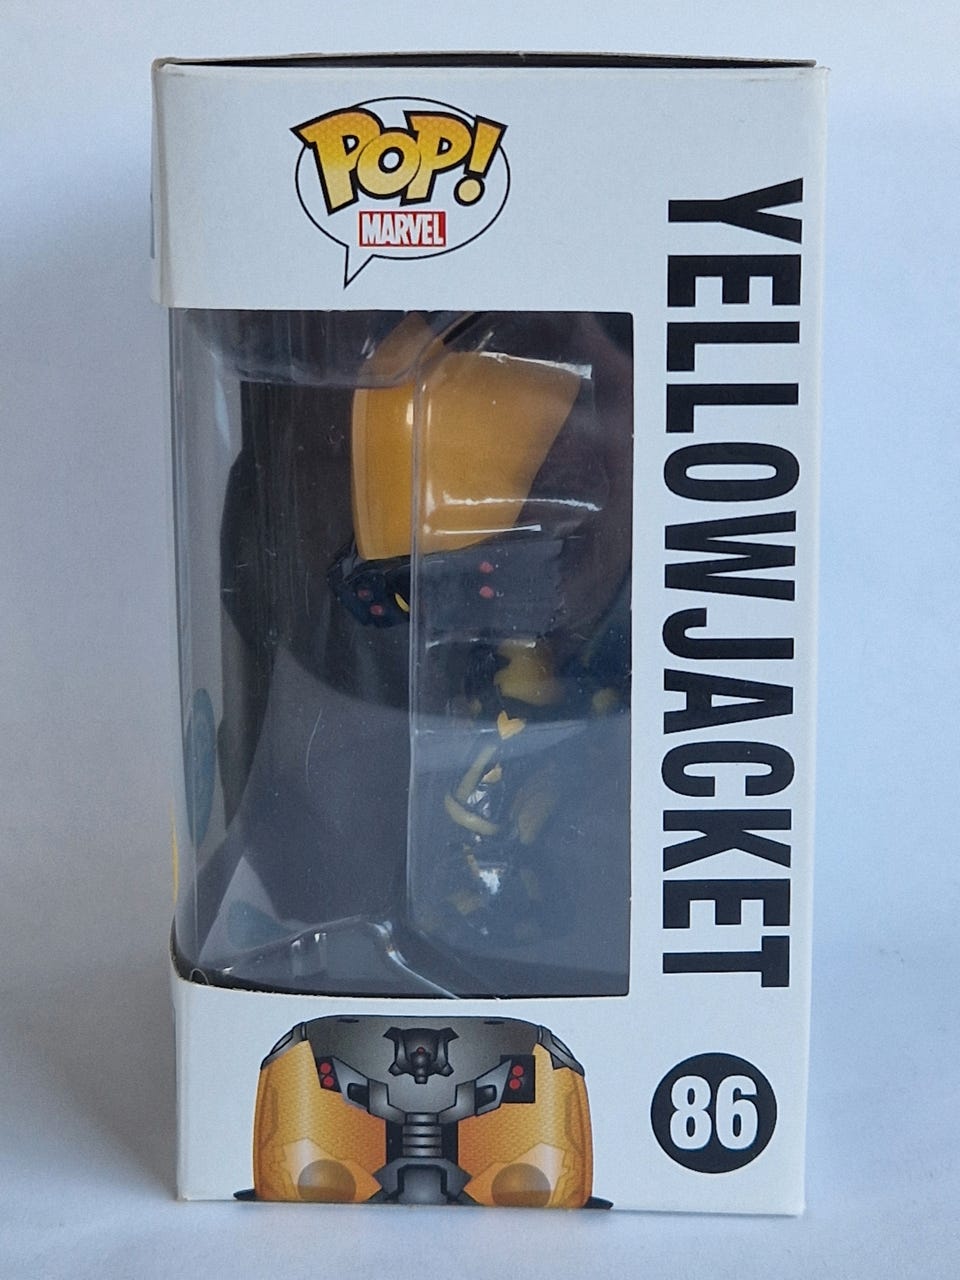 POP!
MARVEL
YELLOWJACKET
86